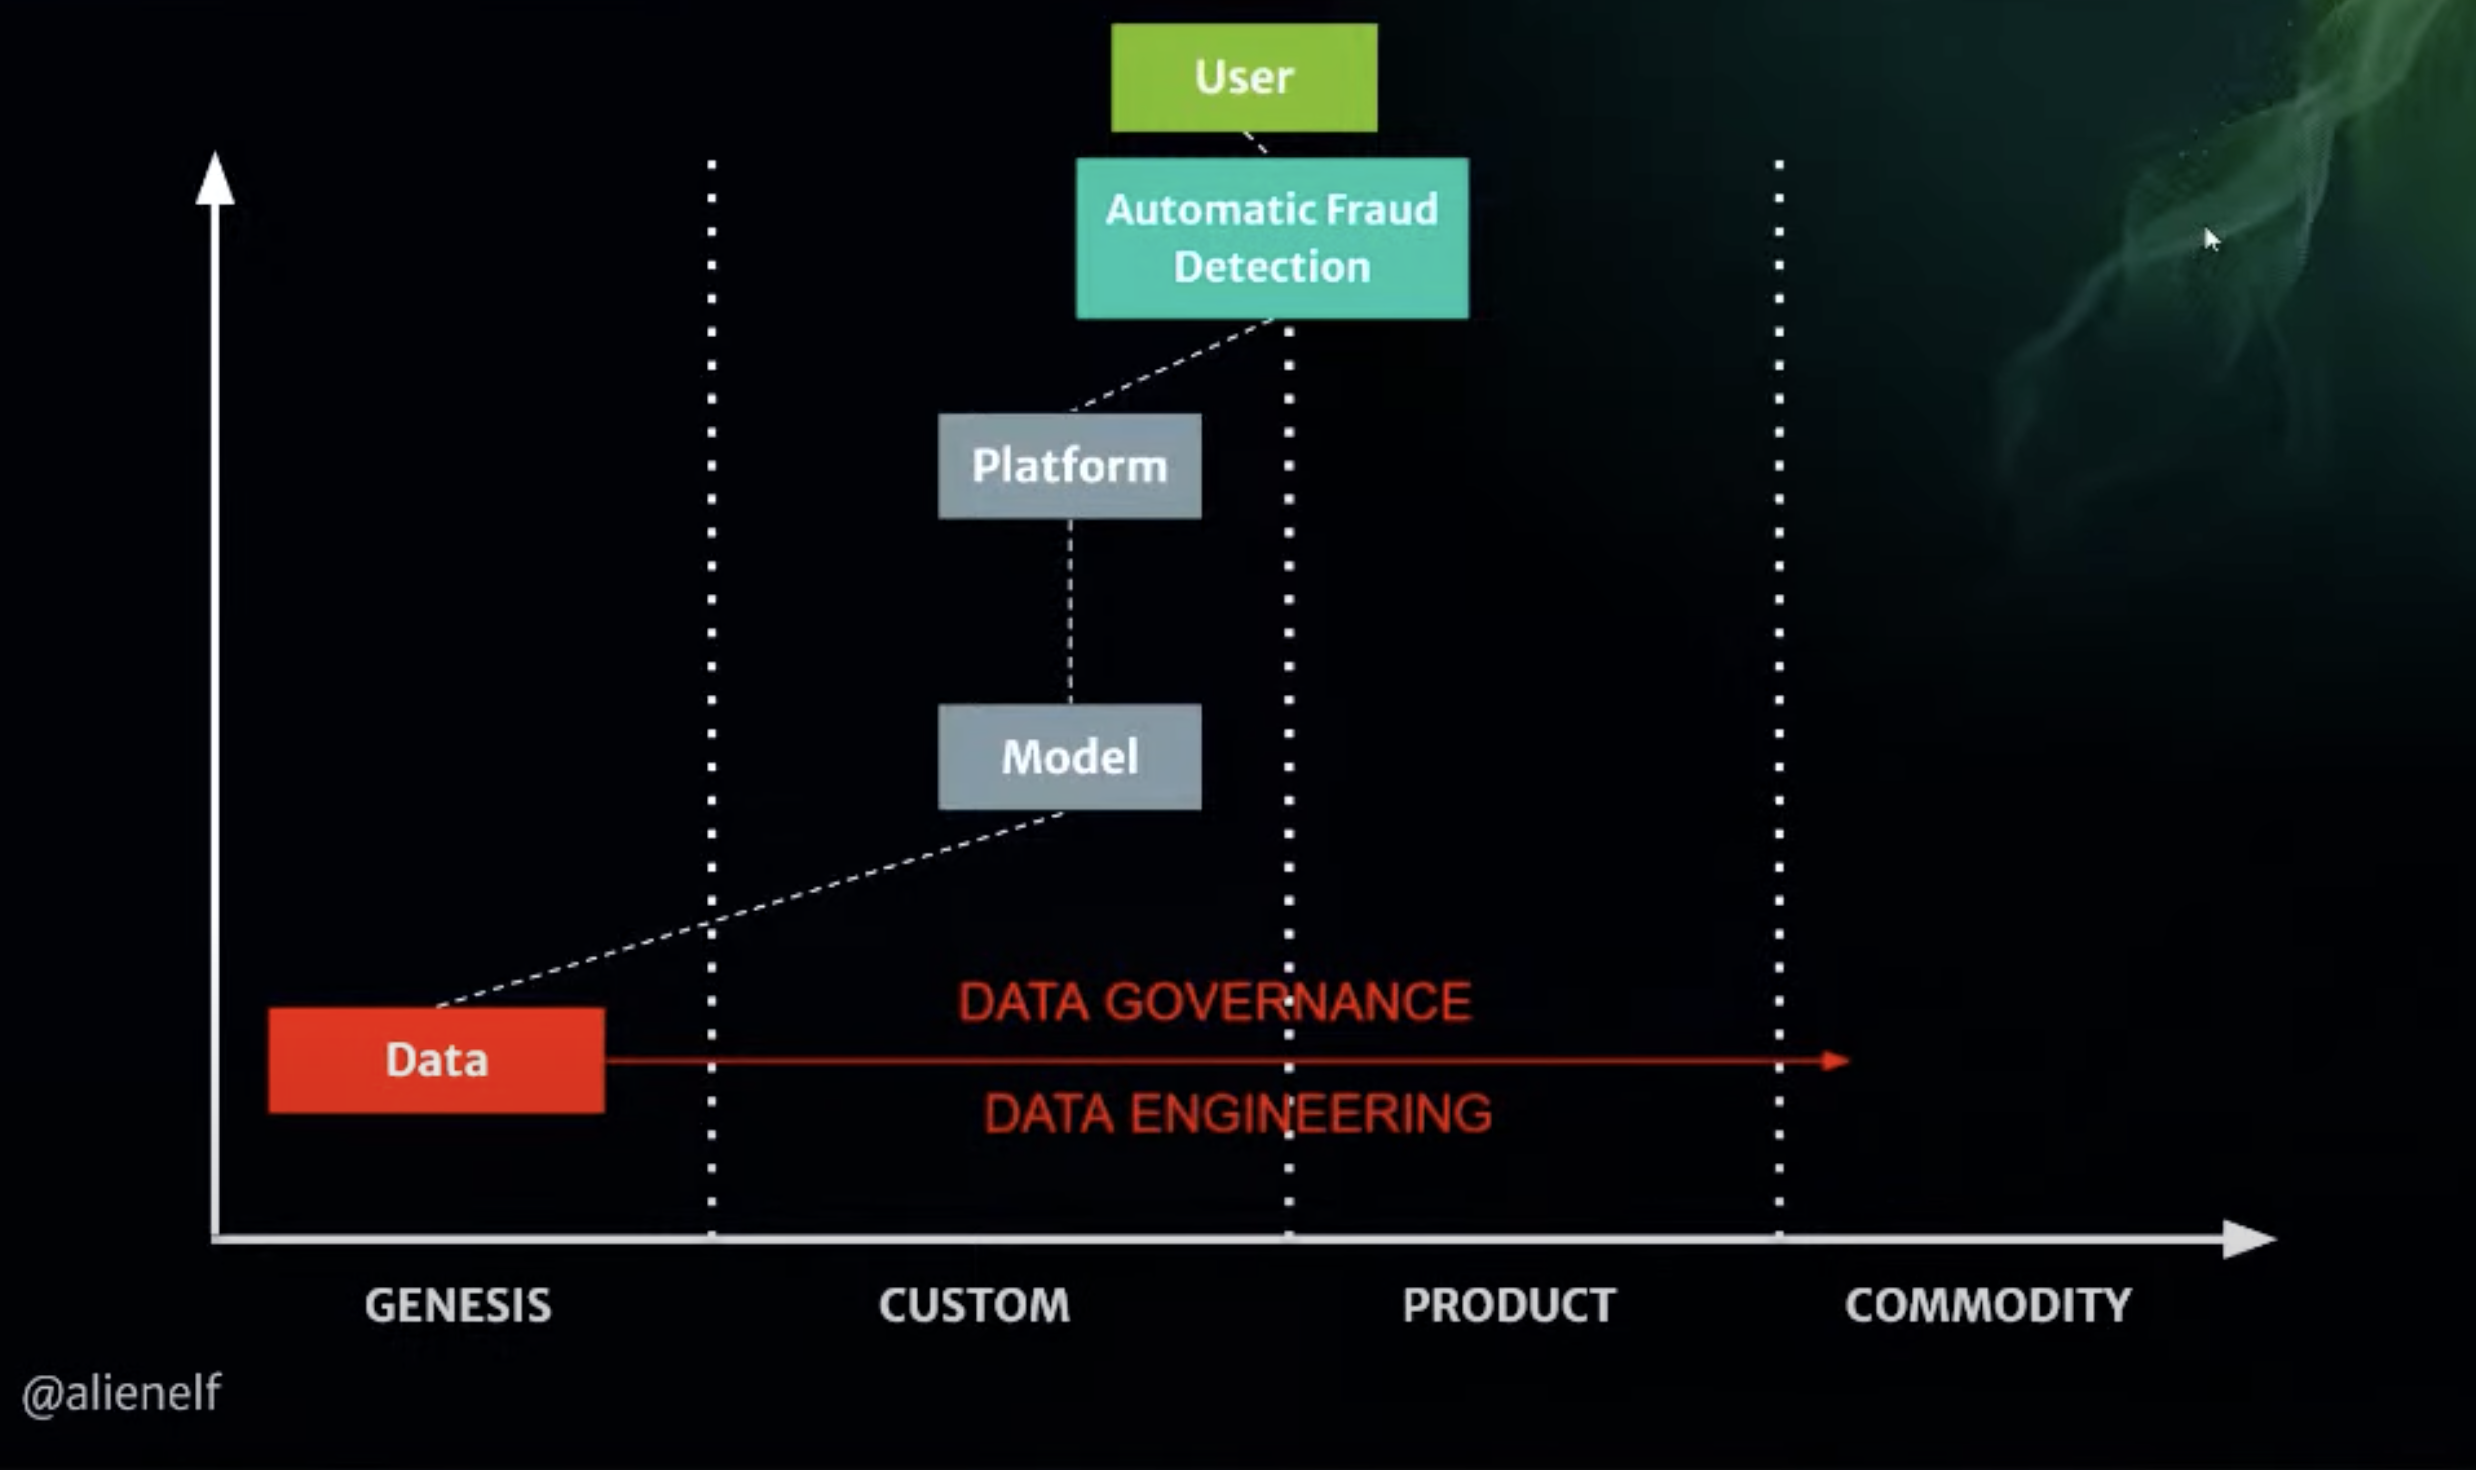 User
Automatic Fraud
Detection
Platform
Model
DATA GOVERNANCE
Data
DATA ENGINEERING
GENESIS
CUSTOM
PRODUCT
COMMODITY
@alienelf